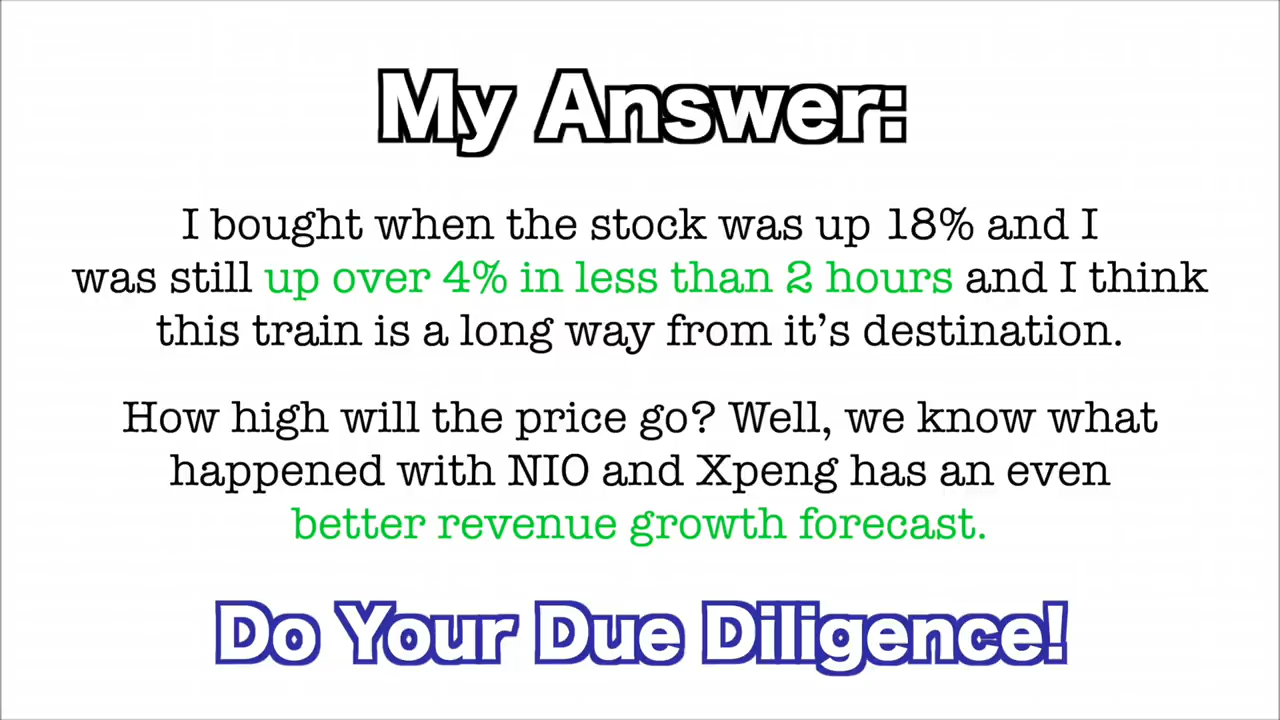 My Answer:
I bought when the stock was up 18% and I
was still up over 4% in less than 2 hours and I think
this train is a long way from it’s destination.
How high will the price go? Well, we know what
happened with NIO and Xpeng has an even
better revenue growth forecast.
Do Your Due Diligence!